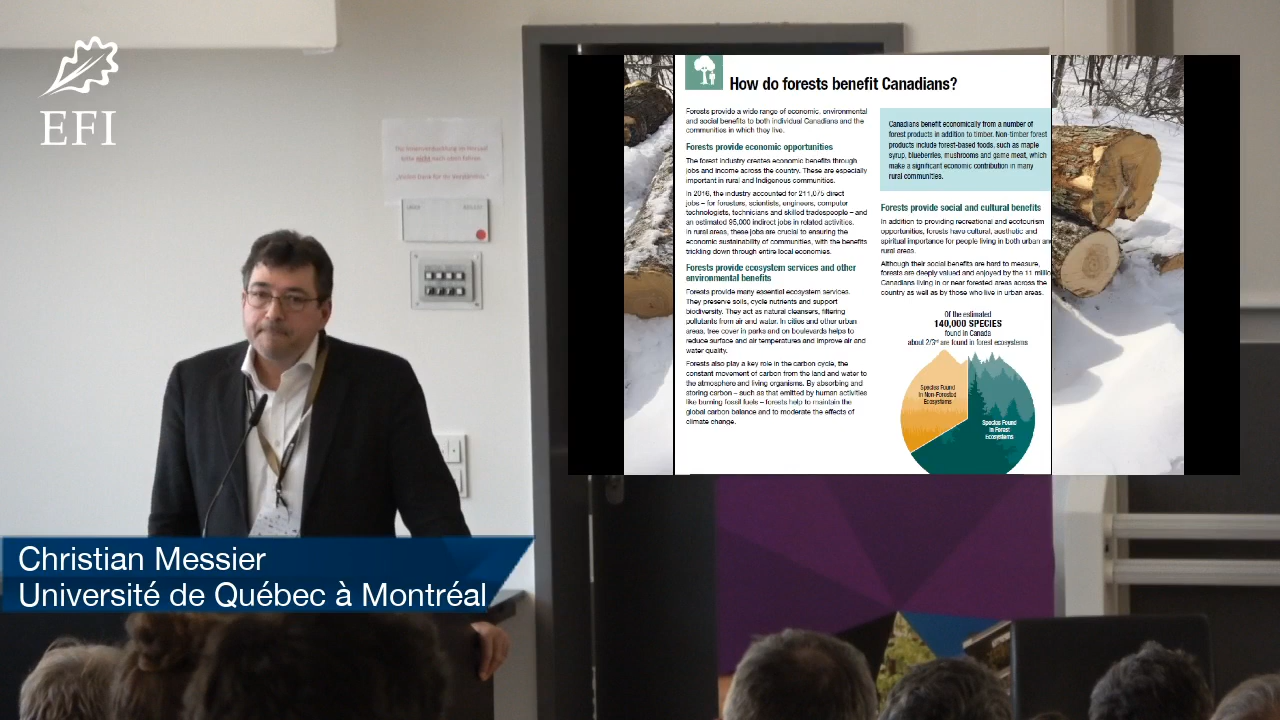 EFI
How do forests benefit Canadians?
Forests provide a wide range of economic, environmental
and social benefits to both individual Canadians and the
communities in which they live.
Forests provide economic opportunities
The forest industry creates economic benefits through
jobs and income across the country. These are especially
important in rural and Indigenous communities.
In 2016, the industry accounted for 211,075 direct
jobs – for foresters, scientists, engineers, computer
technologists, technicians and skilled tradespeople – and
an estimated 95,000 indirect jobs in related activities.
In rural areas, these jobs are crucial to ensuring the
economic sustainability of communities, with the benefits
trickling down through entire local economies.
Forests provide ecosystem services and other
environmental benefits
Forests provide many essential ecosystem services.
They preserve soils, cycle nutrients and support
biodiversity. They act as natural cleansers, filtering
pollutants from air and water. In cities and other urban
areas, tree cover in parks and on boulevards helps to
reduce surface and air temperatures and improve air and
water quality.
Forests also play a key role in the carbon cycle, the
constant movement of carbon from the land and water to
the atmosphere and living organisms. By absorbing and
storing carbon – such as that emitted by human activities
like burning fossil fuels – forests help to maintain the
global carbon balance and to moderate the effects of
climate change.
Canadians benefit economically from a number of
forest products in addition to timber. Non-timber forest
products include forest-based foods, such as maple
syrup, blueberries, mushrooms and game meat, which
make a significant economic contribution in many
rural communities.
Forests provide social and cultural benefits
In addition to providing recreational and ecotourism
opportunities, forests have cultural, aesthetic and
spiritual importance for people living in both urban an
rural areas.
Although their social benefits are hard to measure,
forests are deeply valued and enjoyed by the 11 millio
Canadians living in or near forested areas across the
country as well as by those who live in urban areas.
Of the estimated
140,000 SPECIES
found in Canada
about 2/3rd are found in forest ecosystems
Species Found
in Non-Forested
Ecosystems
Species Found
in Forest
Ecosystems
Christian Messier
Université de Québec à Montréal